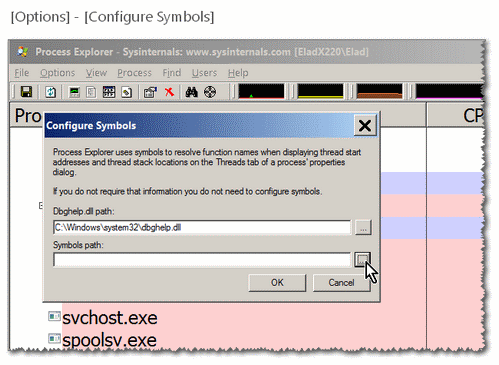 [Options] - [Configure Symbols]
Process Explorer - Sysinternals: www.sysinternals.com [EladX220\Elad]
File Options View Process Find Users Help
Pro
CP
Configure Symbols
Process Explorer uses symbols to resolve function names when displaying thread start
addresses and thread stack locations on the Threads tab of a process' properties
dialog.
If you do not require that information you do not need to configure symbols.
Dbghelp.dll path:
C:\Windows\system32\dbghelp.dll
...
Symbols path:
...
OK Cancel
svchost.exe
spoolsv.exe